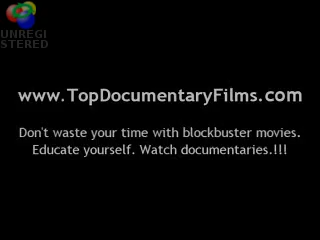 UNREGI
STERED
www.TopDocumentaryFilms.com
Don't waste your time with blockbuster movies.
Educate yourself. Watch documentaries.!!!